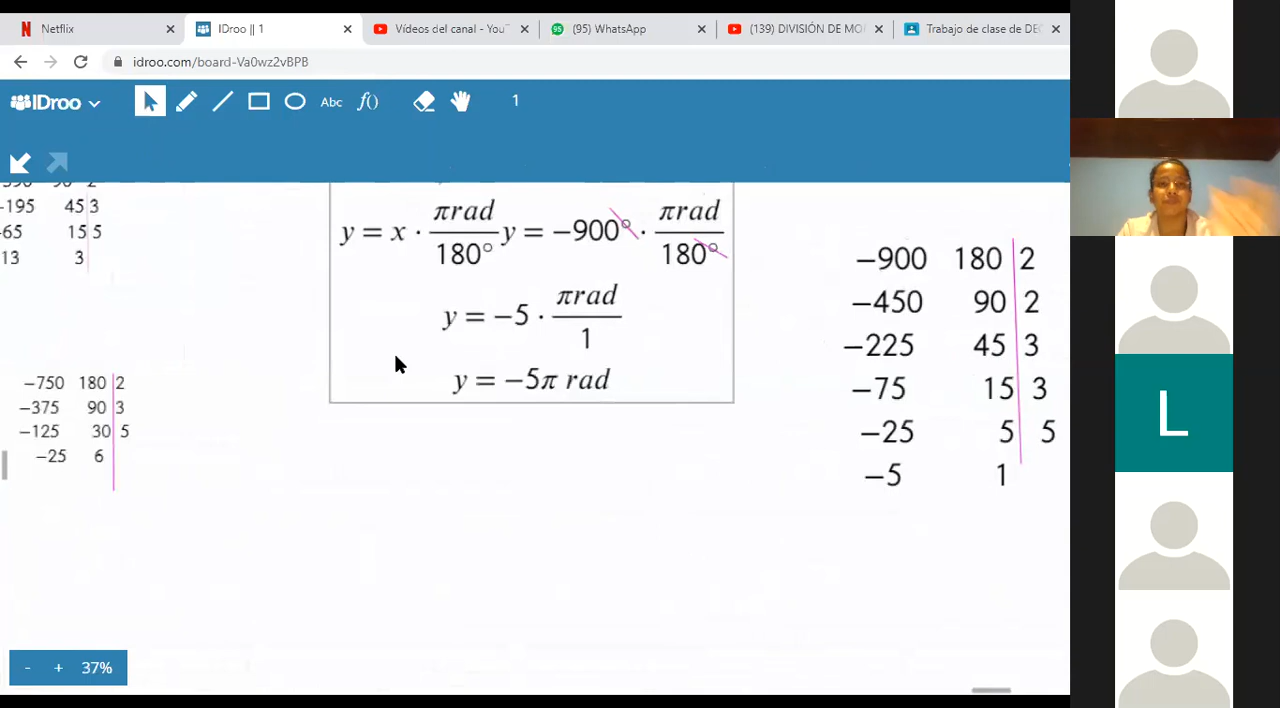 Netflix
IDroo || 1
Vídeos del canal - You
(95) WhatsApp
(139) DIVISIÓN DE MO
Trabajo de clase de DE
idroo.com/board-Va0wz2vBPB
IDroo
Abc
f()
1
-195 45 3
-65 15 5
13 3
y = x · πrad/180° y = −900° · πrad/180°
y = −5 · πrad/1
y = −5π rad
−750 180 2
−375 90 3
−125 30 5
−25 6
−900 180 2
−450 90 2
−225 45 3
−75 15 3
−25 5 5
−5 1
L
- + 37%